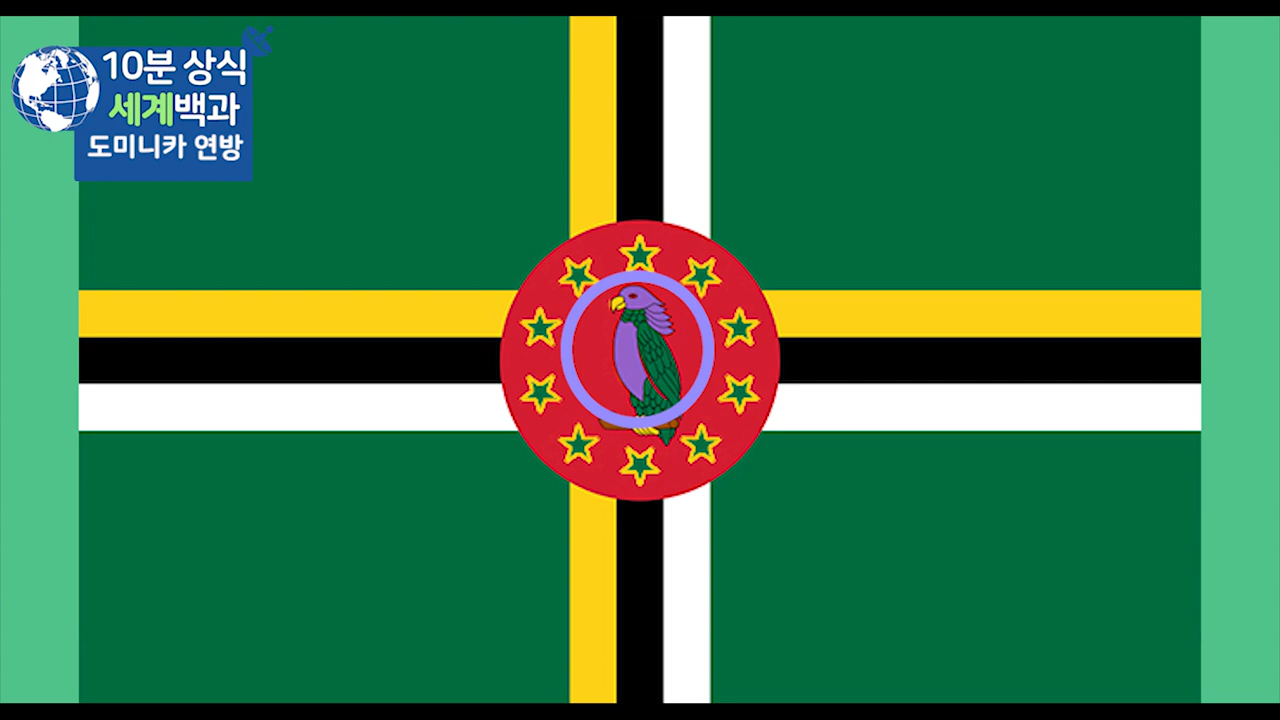 10분 상식
세계백과
도미니카 연방